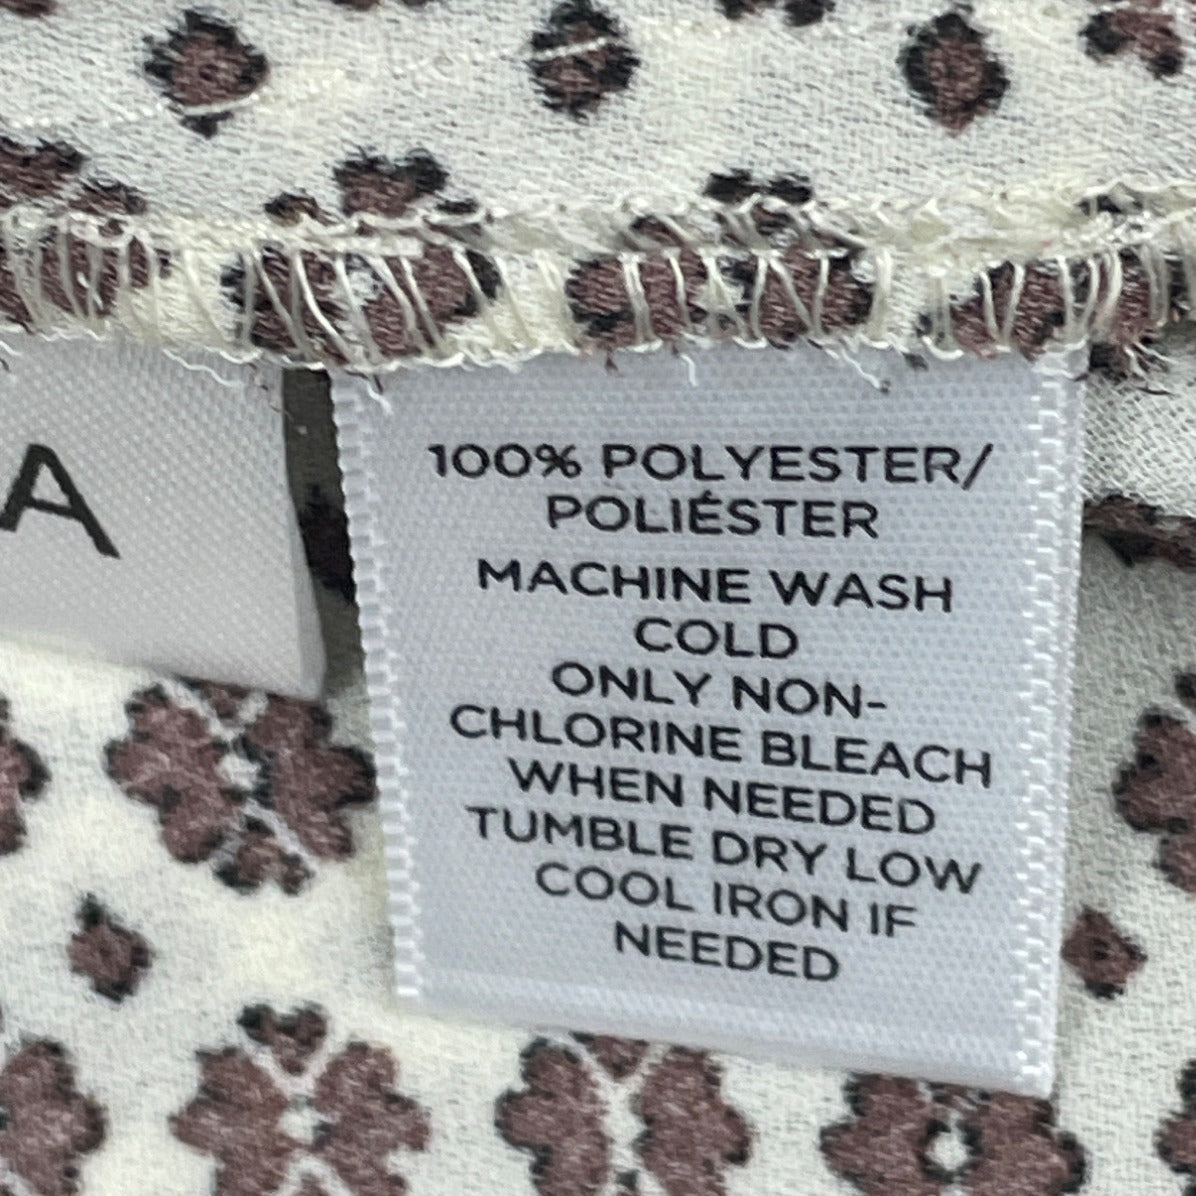 A
100% POLYESTER/
POLIÉSTER
MACHINE WASH
COLD
ONLY NON-
CHLORINE BLEACH
WHEN NEEDED
TUMBLE DRY LOW
COOL IRON IF
NEEDED